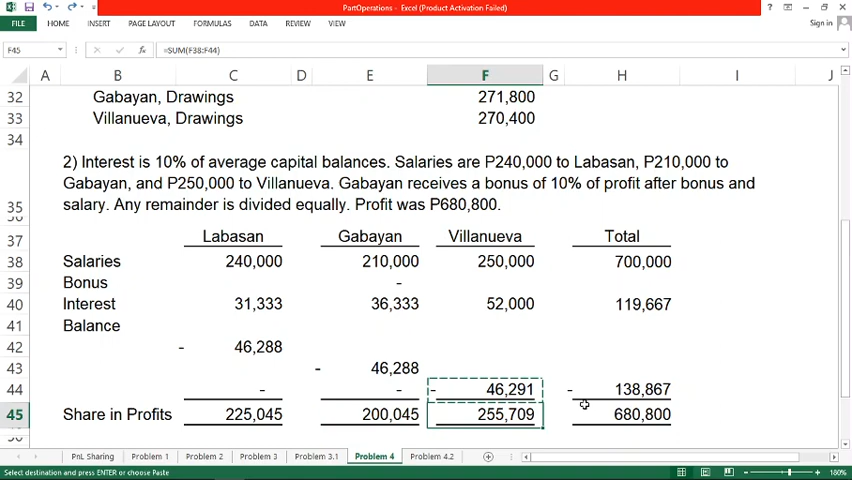 PartOperations - Excel (Product Activation Failed)
FILE HOME INSERT PAGE LAYOUT FORMULAS DATA REVIEW VIEW Sign in
F45 fx =SUM(F38:F44)
A B C D E F G H I J
32 Gabayan, Drawings 271,800
33 Villanueva, Drawings 270,400
34
2) Interest is 10% of average capital balances. Salaries are P240,000 to Labasan, P210,000 to
Gabayan, and P250,000 to Villanueva. Gabayan receives a bonus of 10% of profit after bonus and
35 salary. Any remainder is divided equally. Profit was P680,800.
37 Labasan Gabayan Villanueva Total
38 Salaries 240,000 210,000 250,000 700,000
39 Bonus -
40 Interest 31,333 36,333 52,000 119,667
41 Balance
42 - 46,288
43 - 46,288
44 - - - 46,291 - 138,867
45 Share in Profits 225,045 200,045 255,709 680,800
PnL Sharing Problem 1 Problem 2 Problem 3 Problem 3.1 Problem 4 Problem 4.2
Select destination and press ENTER or choose Paste 180%